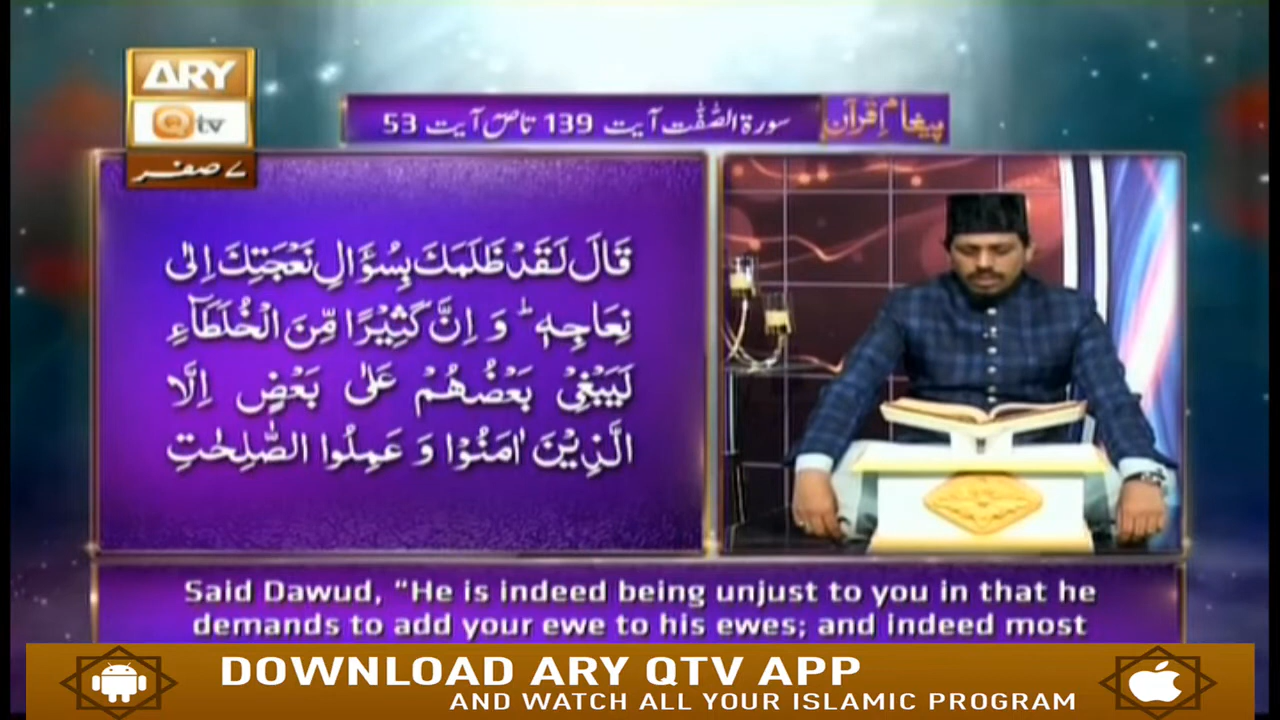 ARY
Qtv
۷ صفر
سورۃ الصّٰفّٰت آیت 139 تا صٓ آیت 53
پیغامِ قرآن
قَالَ لَقَدْ ظَلَمَكَ بِسُؤَالِ نَعْجَتِكَ اِلٰى
نِعَاجِهٖ ؕ وَ اِنَّ كَثِيْرًا مِّنَ الْخُلَطَآءِ
لَيَبْغِيْ بَعْضُهُمْ عَلٰى بَعْضٍ اِلَّا
الَّذِيْنَ اٰمَنُوْا وَ عَمِلُوا الصّٰلِحٰتِ
Said Dawud, "He is indeed being unjust to you in that he
demands to add your ewe to his ewes; and indeed most
DOWNLOAD ARY QTV APP
AND WATCH ALL YOUR ISLAMIC PROGRAM